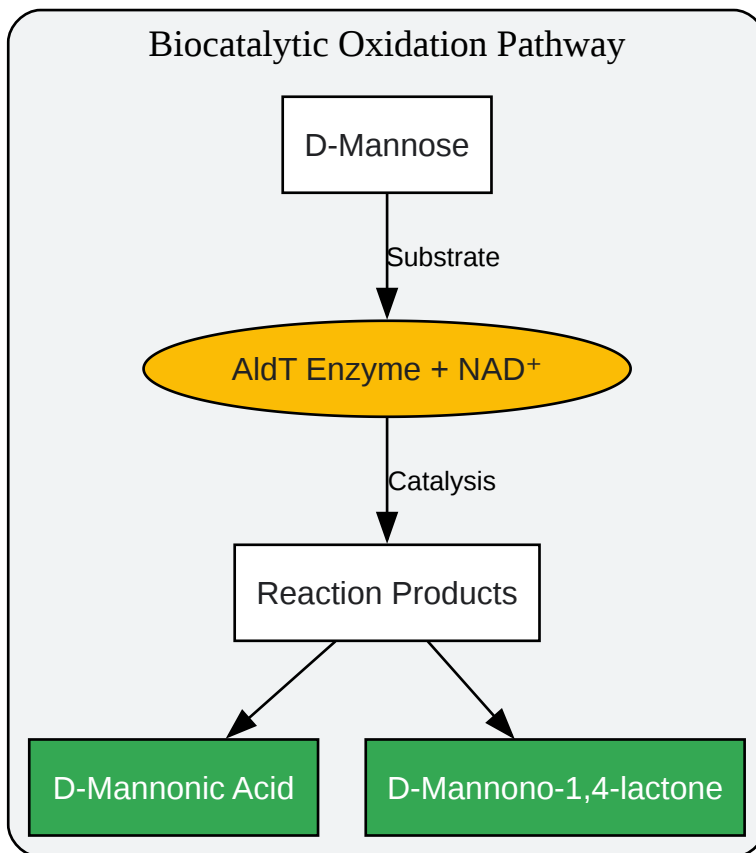 Biocatalytic Oxidation Pathway
D-Mannose
Substrate
AldT Enzyme + NAD⁺
Catalysis
Reaction Products
D-Mannonic Acid
D-Mannono-1,4-lactone